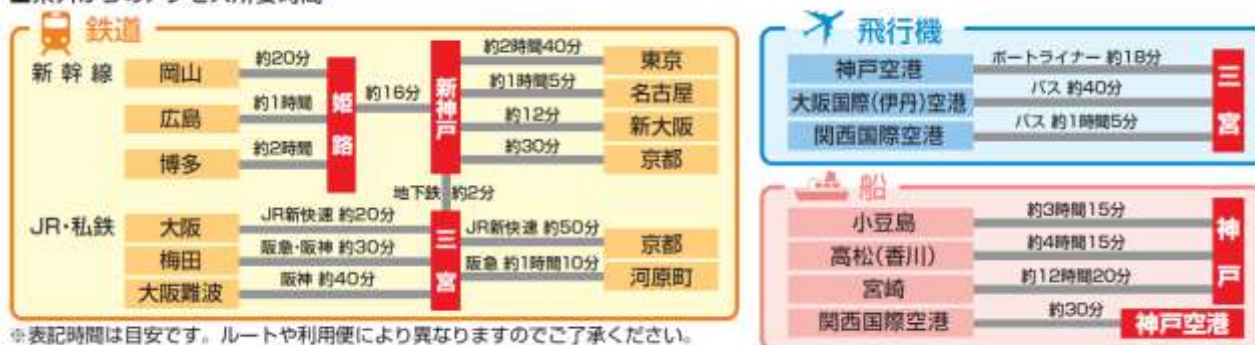 鉄道
新幹線
岡山 約20分
広島 約1時間
博多 約2時間
姫路
約16分
新神戸
約2時間40分 東京
約1時間5分 名古屋
約12分 新大阪
約30分 京都
地下鉄 約2分
JR・私鉄
大阪 JR新快速 約20分
梅田 阪急・阪神 約30分
大阪難波 阪神 約40分
三宮
JR新快速 約50分 京都
阪急 約1時間10分 河原町
※表記時間は目安です。ルートや利用便により異なりますのでご了承ください。
飛行機
神戸空港 ポートライナー 約18分
大阪国際(伊丹)空港 バス 約40分
関西国際空港 バス 約1時間5分
三宮
船
小豆島 約3時間15分
高松(香川) 約4時間15分
宮崎 約12時間20分
神戸
関西国際空港 約30分 神戸空港